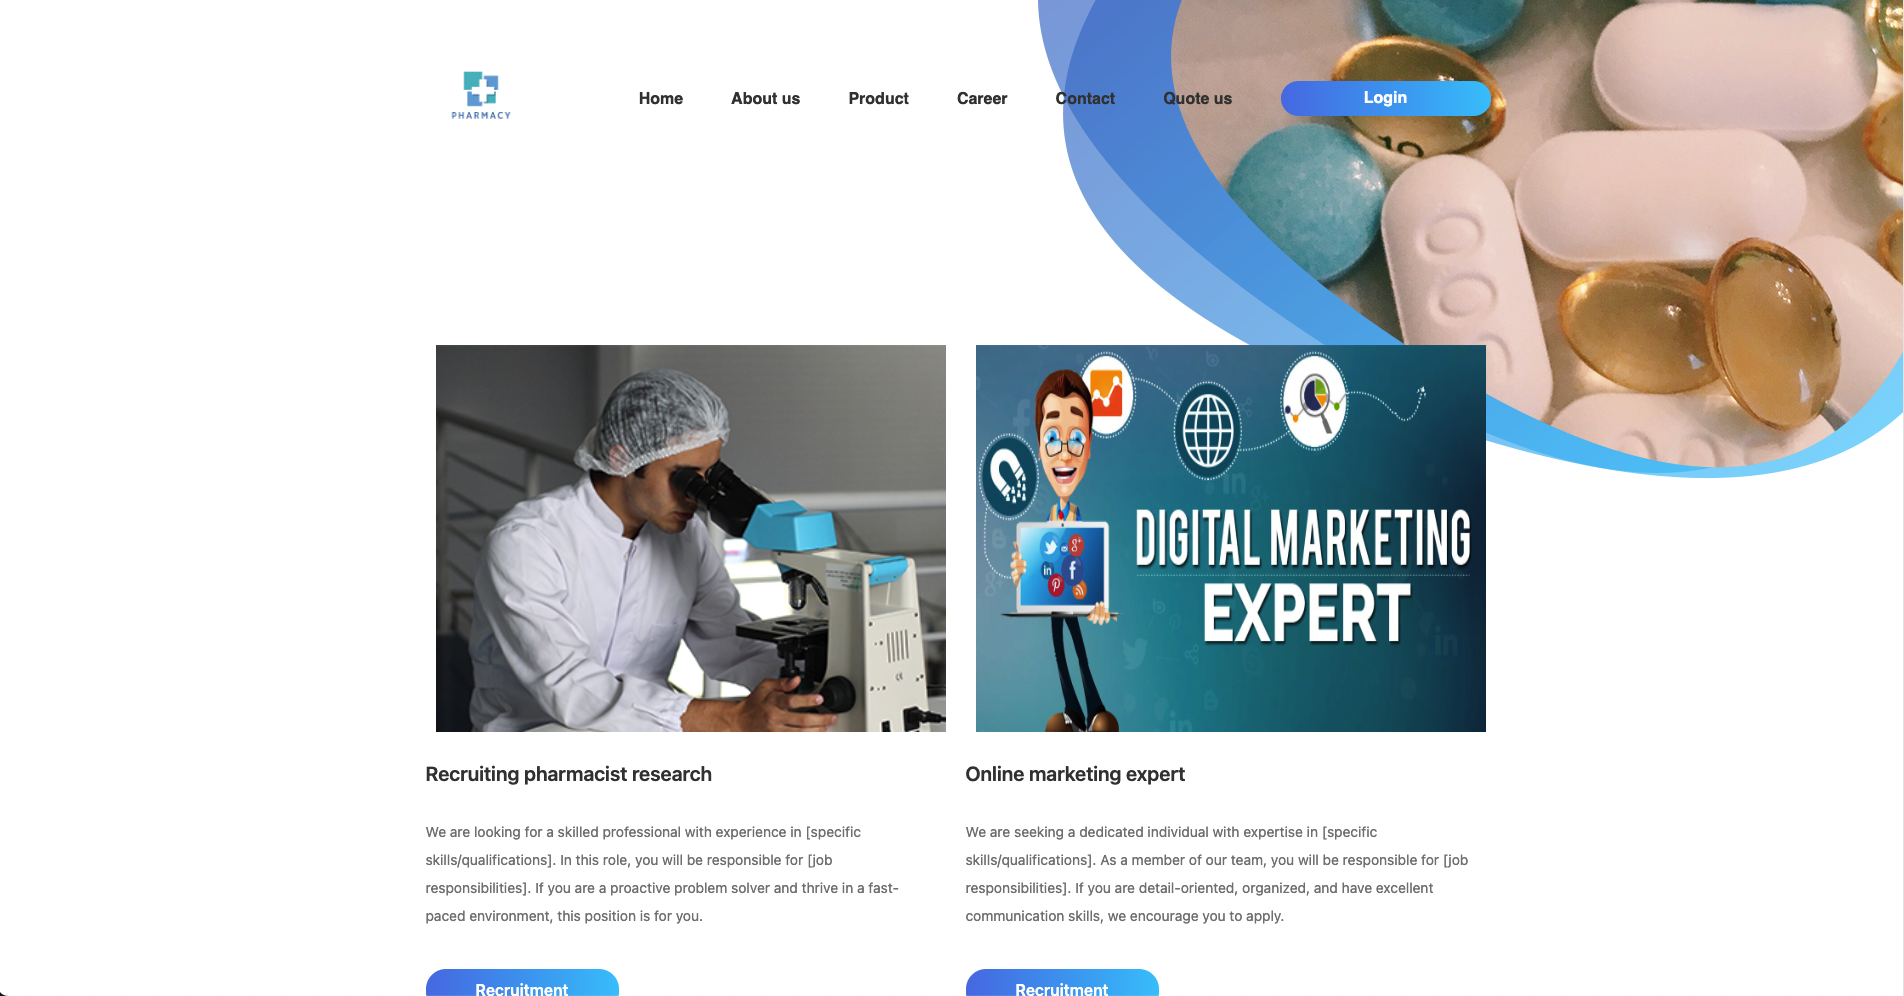 PHARMACY
Home About us Product Career Contact Quote us Login
10
DIGITAL MARKETING
EXPERT
Recruiting pharmacist research
We are looking for a skilled professional with experience in [specific
skills/qualifications]. In this role, you will be responsible for [job
responsibilities]. If you are a proactive problem solver and thrive in a fast-
paced environment, this position is for you.
Recruitment
Online marketing expert
We are seeking a dedicated individual with expertise in [specific
skills/qualifications]. As a member of our team, you will be responsible for [job
responsibilities]. If you are detail-oriented, organized, and have excellent
communication skills, we encourage you to apply.
Recruitment